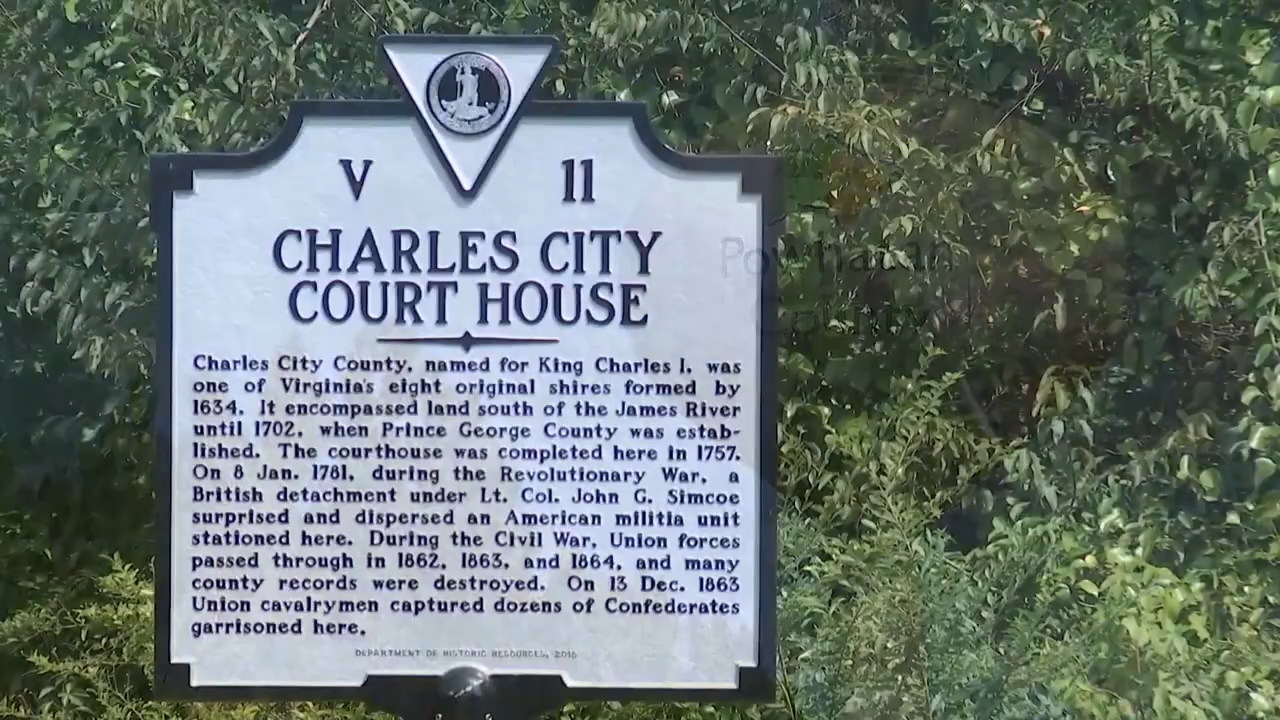 V 11
CHARLES CITY
COURT HOUSE
Charles City County, named for King Charles I, was
one of Virginia's eight original shires formed by
1634. It encompassed land south of the James River
until 1702, when Prince George County was estab-
lished. The courthouse was completed here in 1757.
On 8 Jan. 1781, during the Revolutionary War, a
British detachment under Lt. Col. John G. Simcoe
surprised and dispersed an American militia unit
stationed here. During the Civil War, Union forces
passed through in 1862, 1863, and 1864, and many
county records were destroyed. On 13 Dec. 1863
Union cavalrymen captured dozens of Confederates
garrisoned here.
DEPARTMENT OF HISTORIC RESOURCES,
Powhatan
County